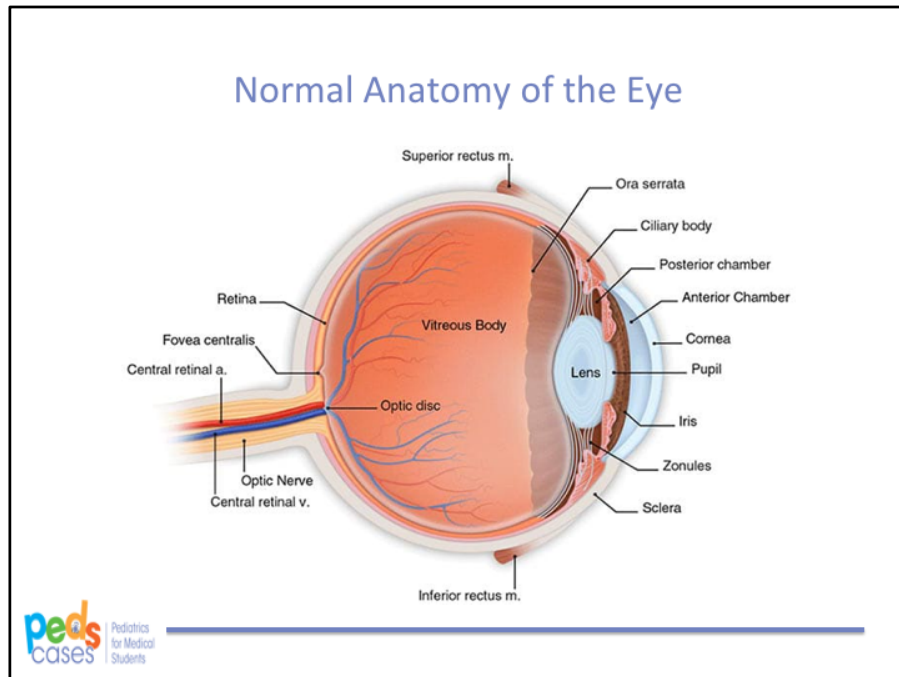 Normal Anatomy of the Eye
Superior rectus m.
Ora serrata
Ciliary body
Posterior chamber
Anterior Chamber
Cornea
Pupil
Iris
Zonules
Sclera
Retina
Fovea centralis
Central retinal a.
Optic Nerve
Central retinal v.
Vitreous Body
Lens
Optic disc
Inferior rectus m.
peds
cases
Pediatrics
for Medical
Students